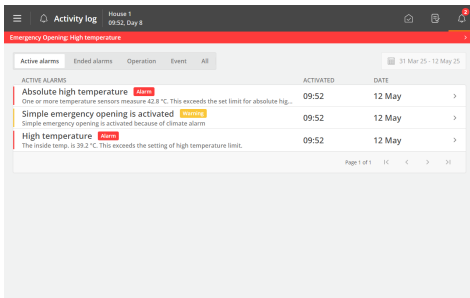 Activity log
House 1
09:52, Day 8
2
Emergency Opening: High temperature
Active alarms Ended alarms Operation Event All
31 Mar 25 - 12 May 25
ACTIVE ALARMS ACTIVATED DATE
Absolute high temperature Alarm 09:52 12 May
One or more temperature sensors measure 42.8 °C. This exceeds the set limit for absolute hig...
Simple emergency opening is activated Warning 09:52 12 May
Simple emergency opening is activated because of climate alarm
High temperature Alarm 09:52 12 May
The inside temp. is 39.2 °C. This exceeds the setting of high temperature limit.
Page 1 of 1